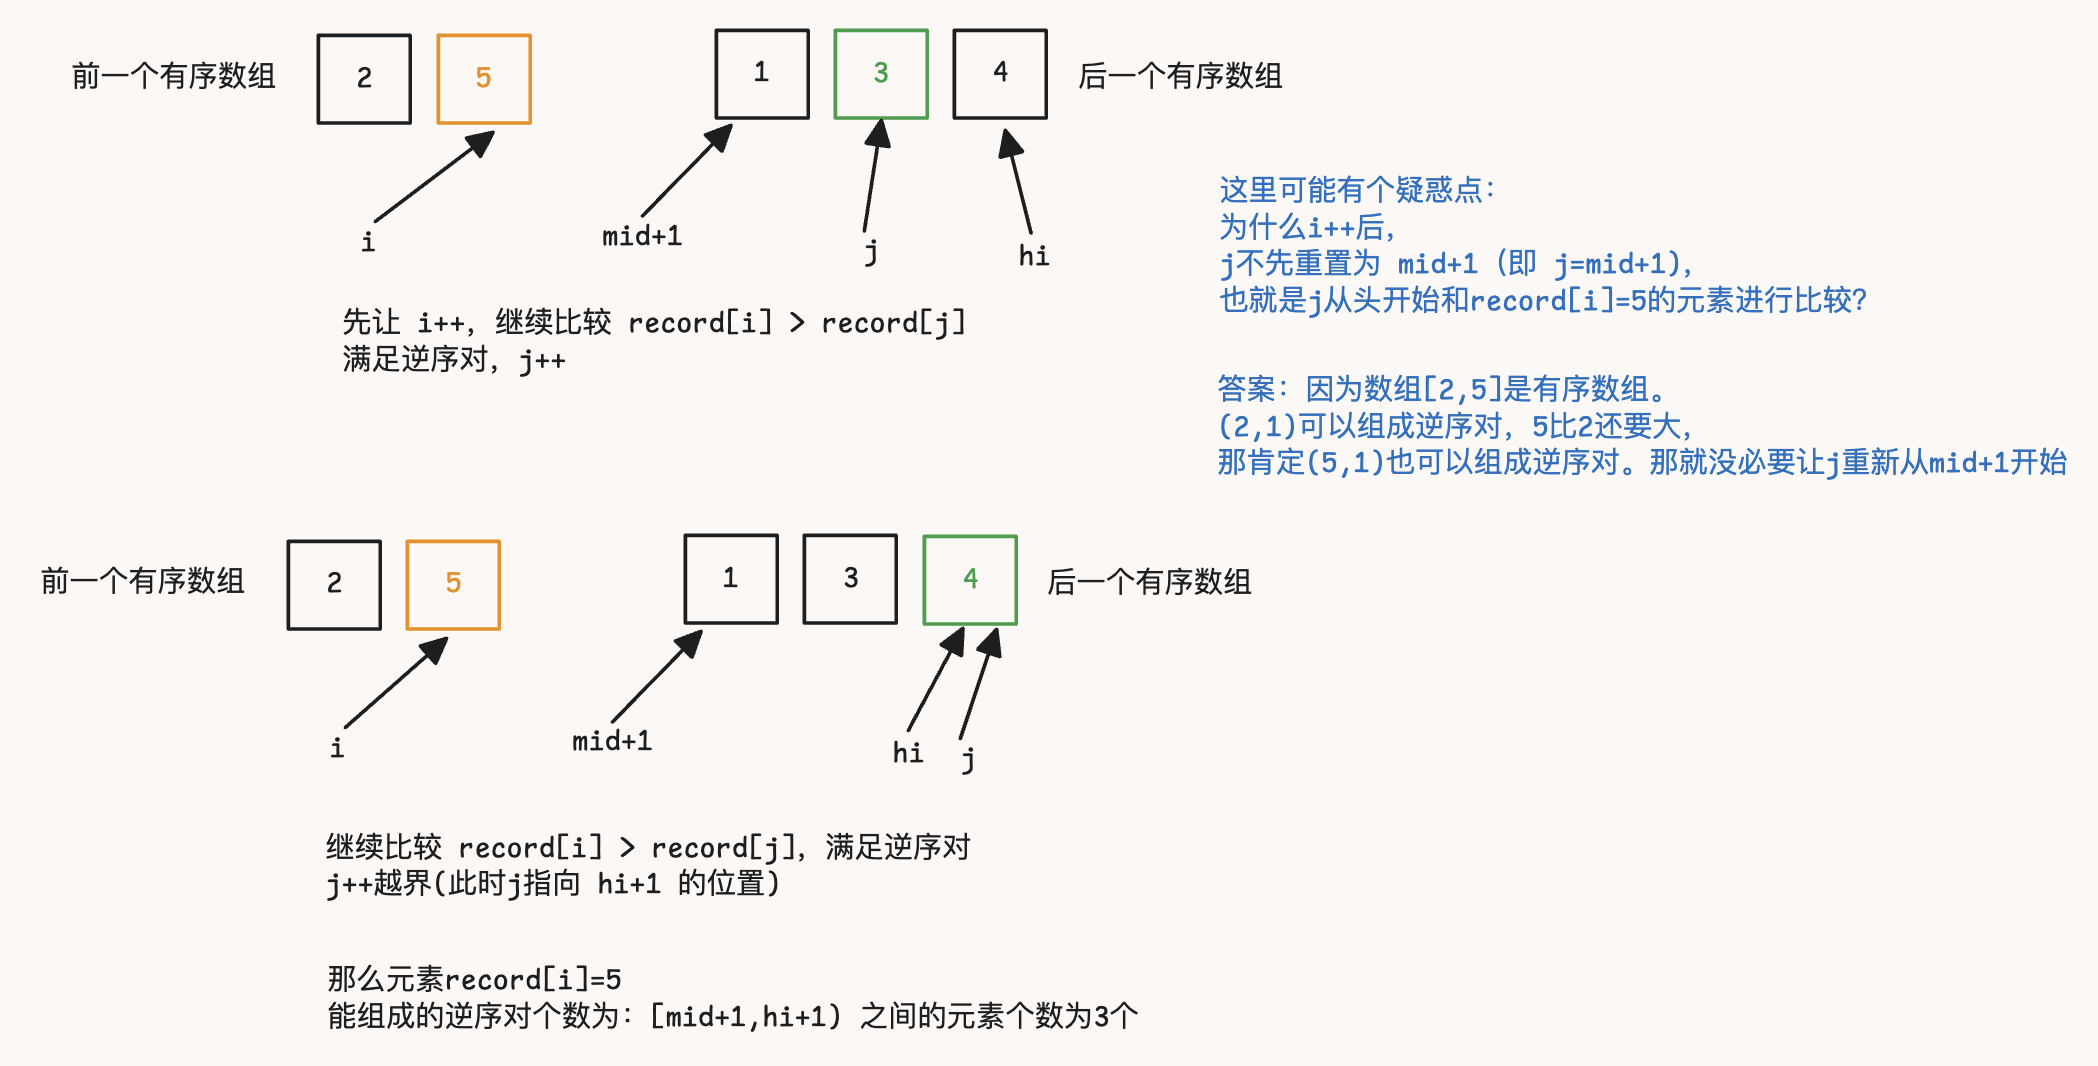 前一个有序数组 2 5 1 3 4 后一个有序数组
i mid+1 j hi
先让 i++，继续比较 record[i] > record[j]
满足逆序对，j++
这里可能有个疑惑点：
为什么i++后，
j不先重置为 mid+1（即 j=mid+1），
也就是j从头开始和record[i]=5的元素进行比较？
答案：因为数组[2,5]是有序数组。
(2,1)可以组成逆序对，5比2还要大，
那肯定(5,1)也可以组成逆序对。那就没必要让j重新从mid+1开始
前一个有序数组 2 5 1 3 4 后一个有序数组
i mid+1 hi j
继续比较 record[i] > record[j]，满足逆序对
j++越界(此时j指向 hi+1 的位置)
那么元素record[i]=5
能组成的逆序对个数为：[mid+1,hi+1) 之间的元素个数为3个